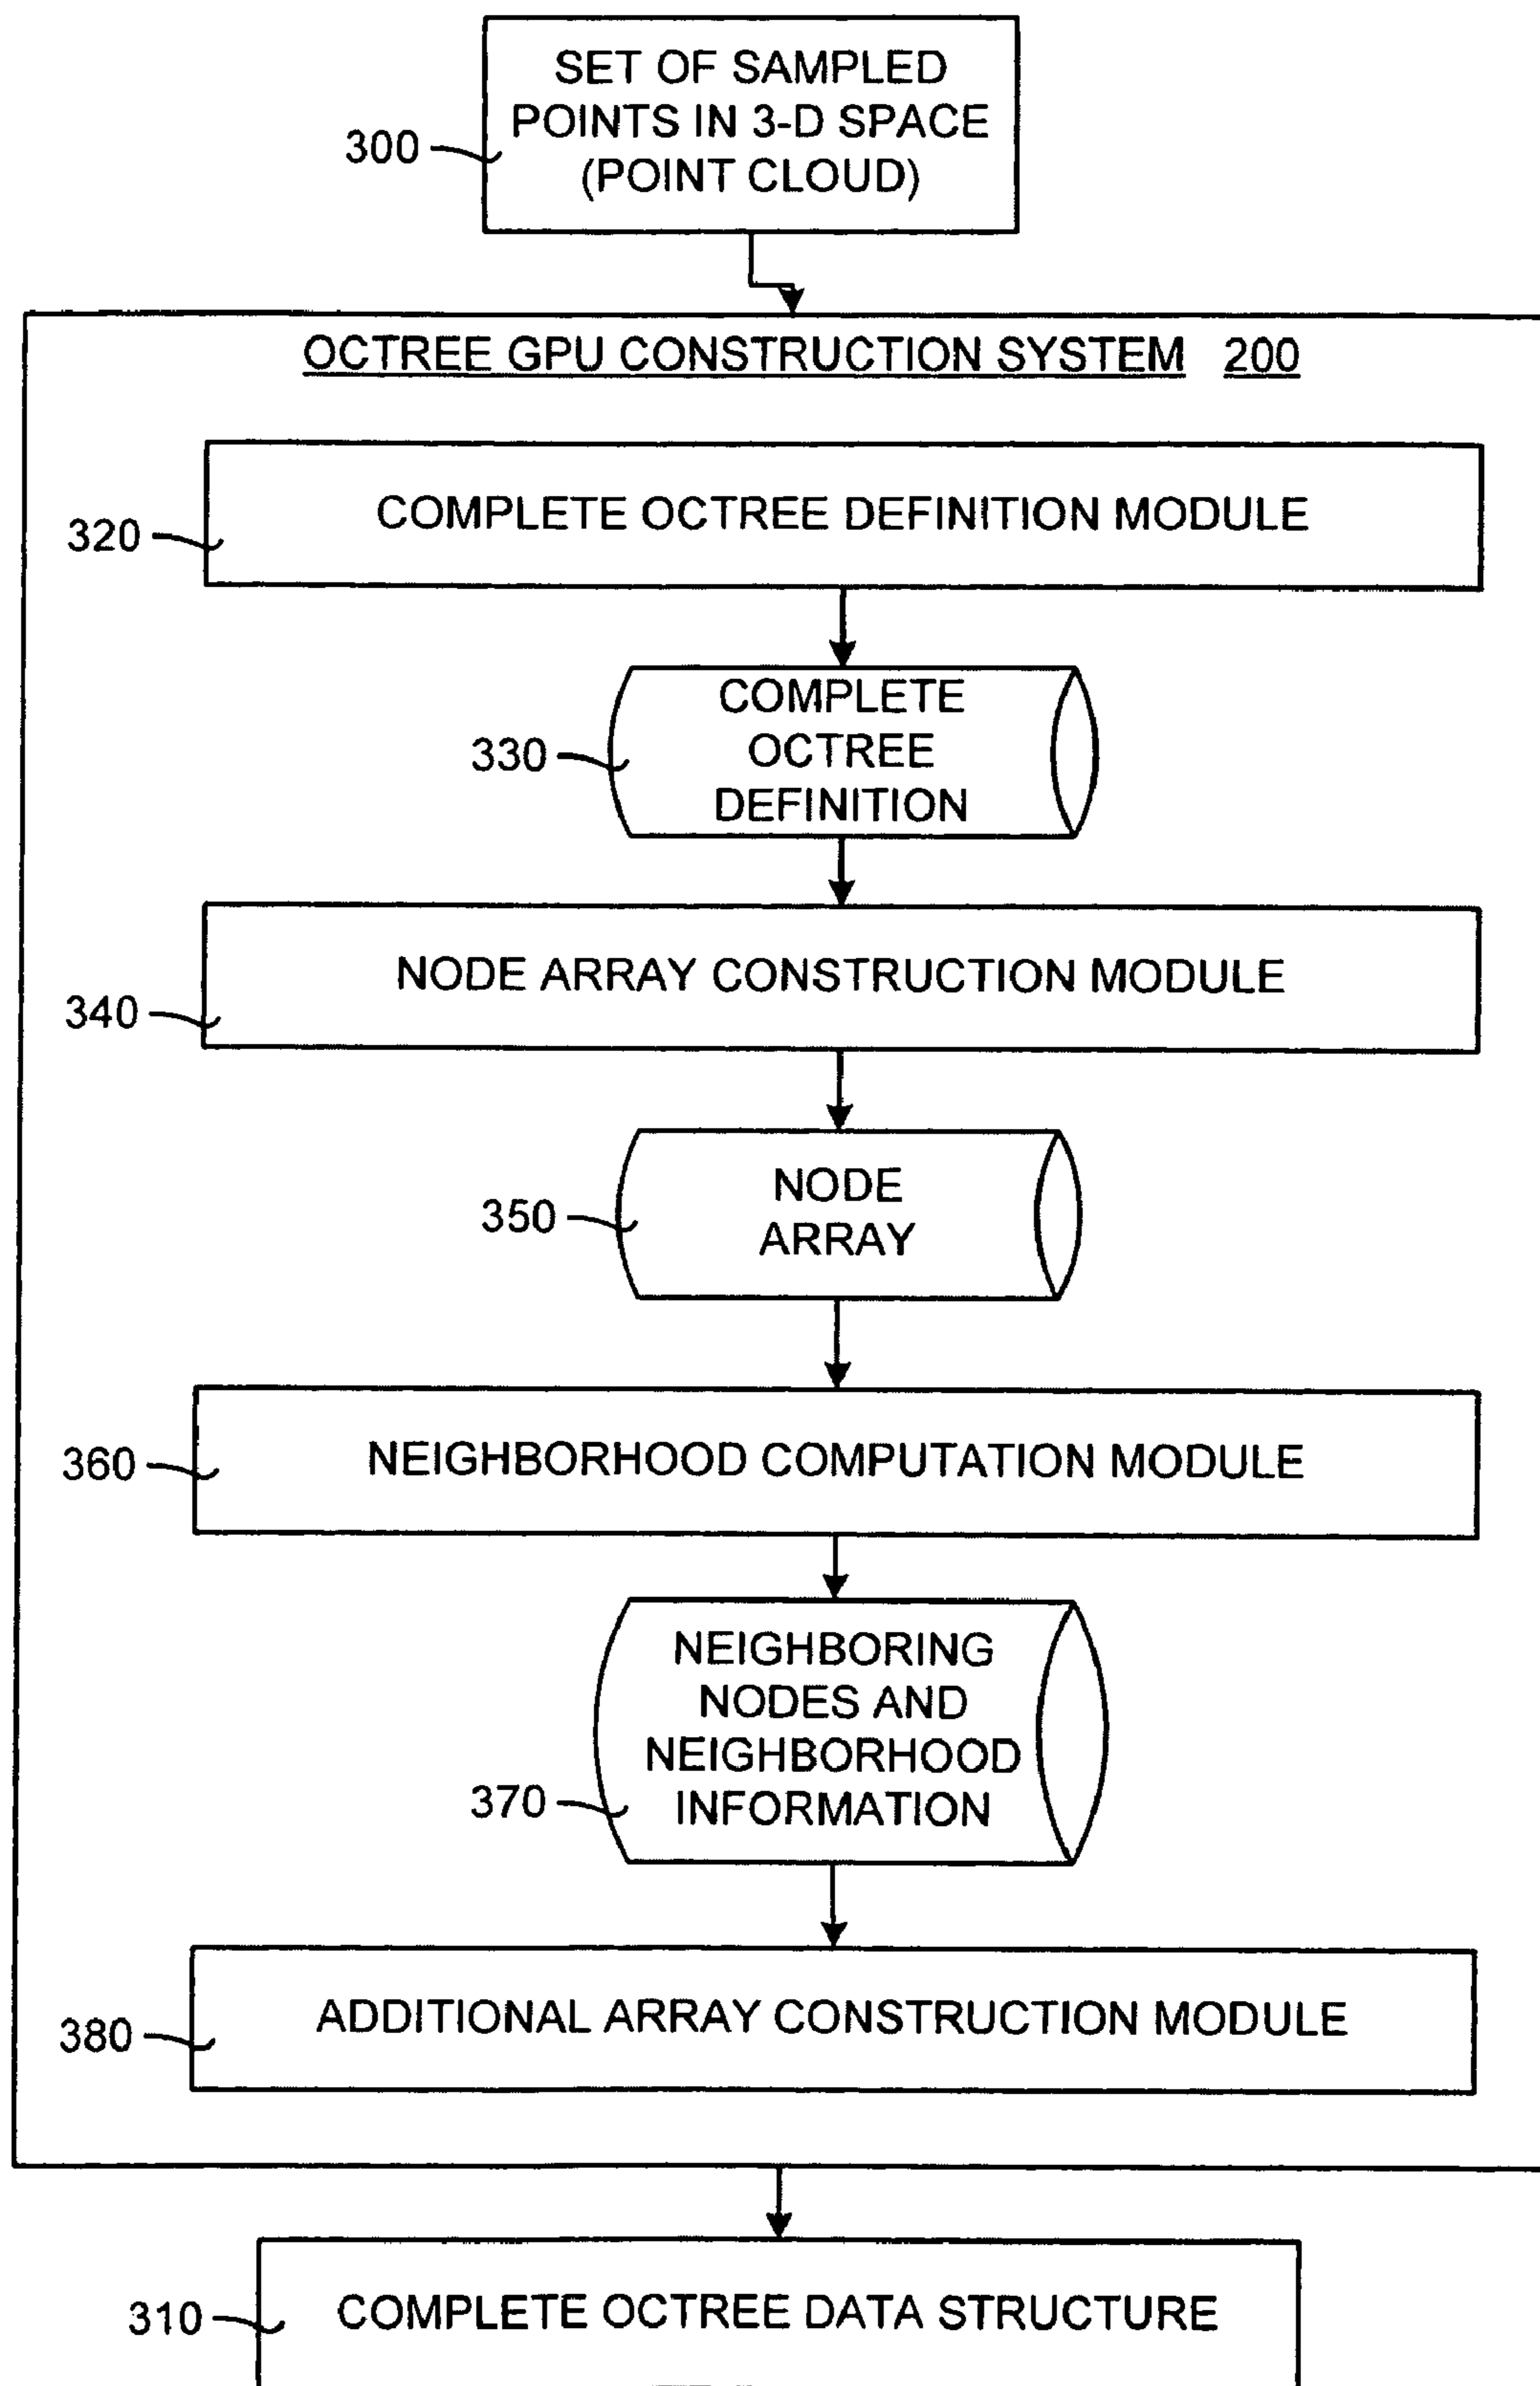 SET OF SAMPLED
POINTS IN 3-D SPACE
(POINT CLOUD)
300
OCTREE GPU CONSTRUCTION SYSTEM 200
COMPLETE OCTREE DEFINITION MODULE
320
COMPLETE
OCTREE
DEFINITION
330
NODE ARRAY CONSTRUCTION MODULE
340
NODE
ARRAY
350
NEIGHBORHOOD COMPUTATION MODULE
360
NEIGHBORING
NODES AND
NEIGHBORHOOD
INFORMATION
370
ADDITIONAL ARRAY CONSTRUCTION MODULE
380
COMPLETE OCTREE DATA STRUCTURE
310